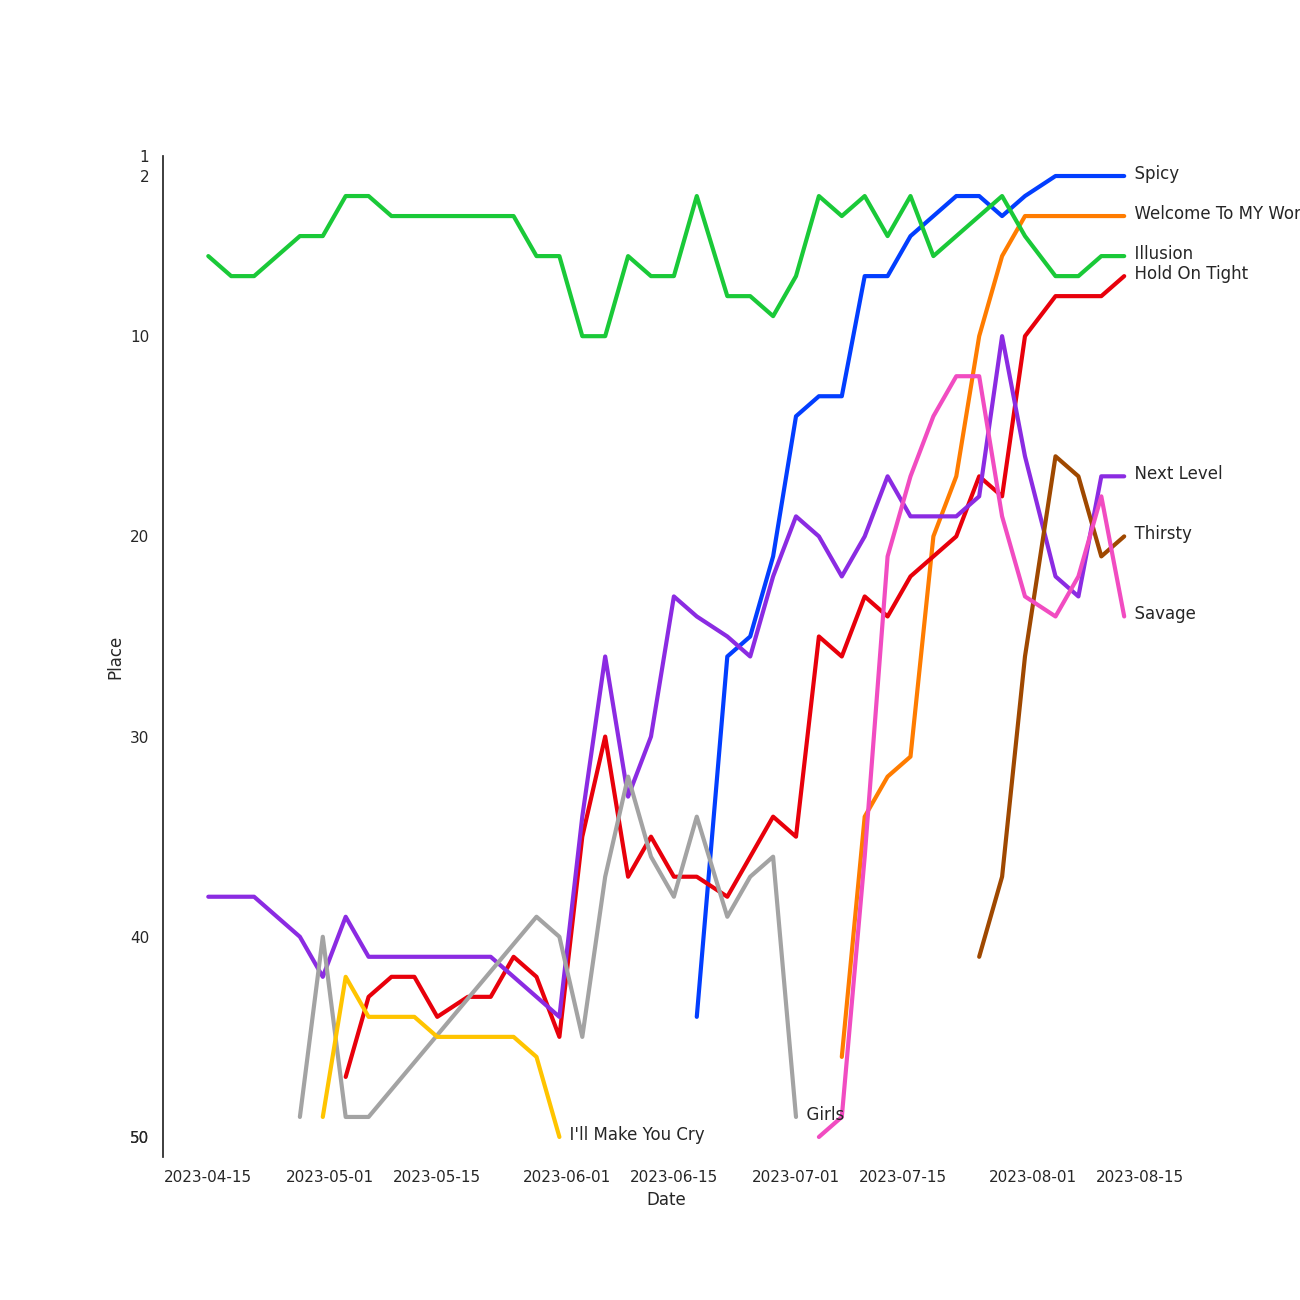 1
2
10
20
30
40
50
Place
Spicy
Welcome To MY Wor
Illusion
Hold On Tight
Next Level
Thirsty
Savage
Girls
I'll Make You Cry
2023-04-15 2023-05-01 2023-05-15 2023-06-01 2023-06-15 2023-07-01 2023-07-15 2023-08-01 2023-08-15
Date